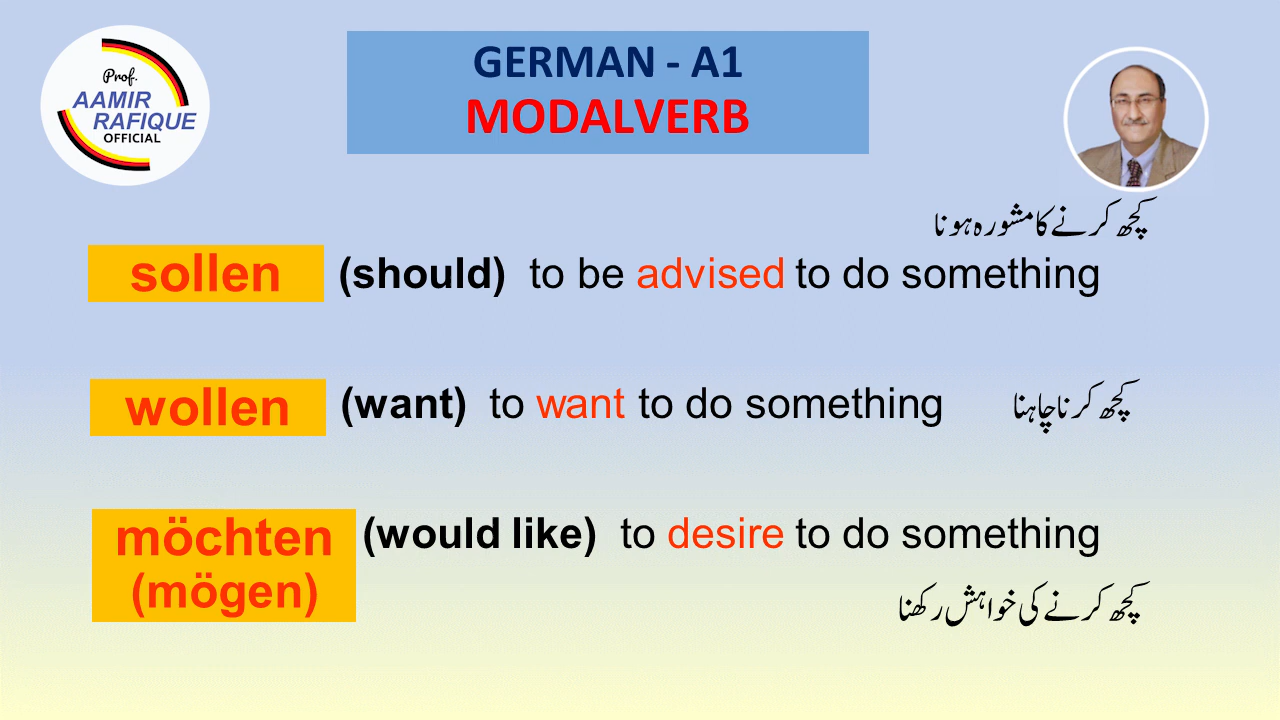 Prof.
AAMIR
RAFIQUE
OFFICIAL
GERMAN - A1
MODALVERB
کچھ کرنے کا مشورہ ہونا
sollen (should) to be advised to do something
wollen (want) to want to do something کچھ کرنا چاہنا
möchten (would like) to desire to do something
(mögen)
کچھ کرنے کی خواہش رکھنا